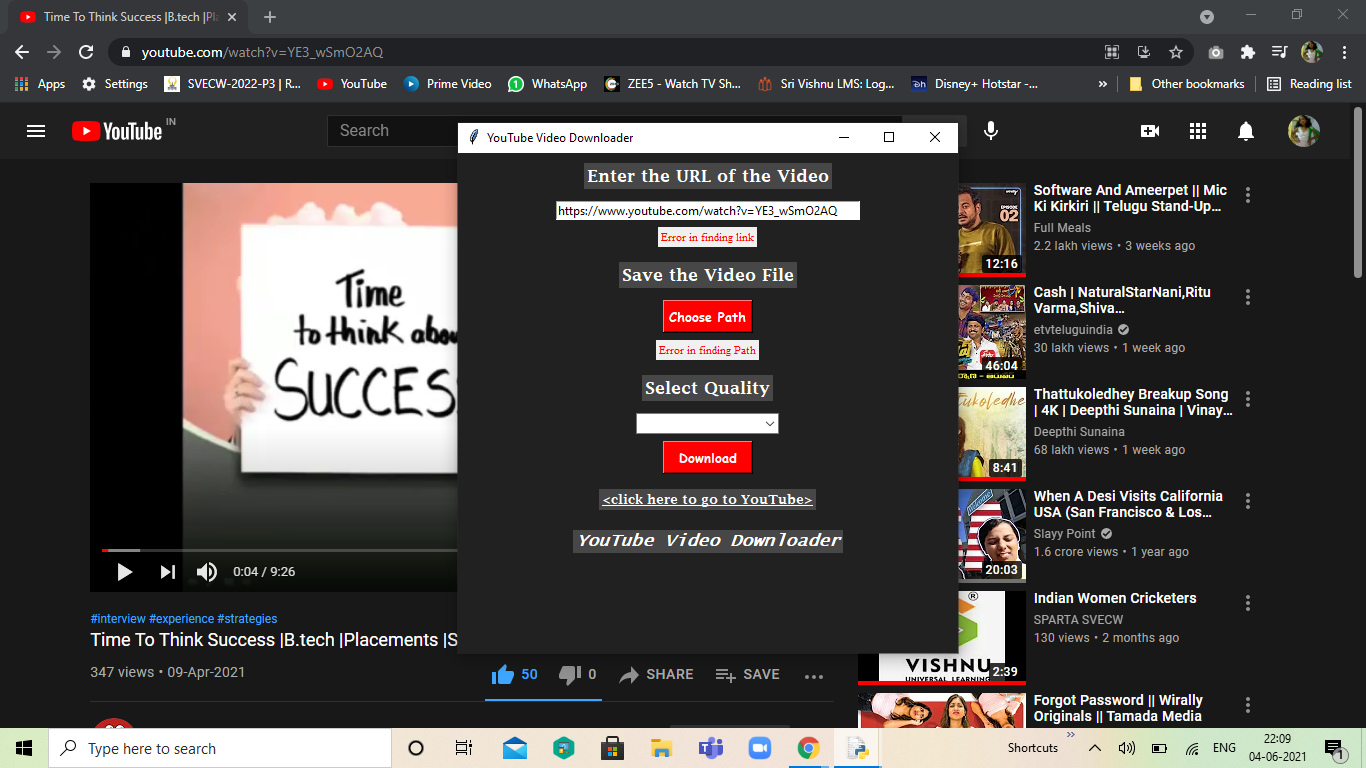 Time To Think Success |B.tech |Pla
youtube.com/watch?v=YE3_wSmO2AQ
Apps Settings SVECW-2022-P3 | R... YouTube Prime Video WhatsApp ZEE5 - Watch TV Sh... Sri Vishnu LMS: Log... Disney+ Hotstar -... » Other bookmarks Reading list
YouTube IN
Search
YouTube Video Downloader
Enter the URL of the Video
https://www.youtube.com/watch?v=YE3_wSmO2AQ
Error in finding link
Save the Video File
Choose Path
Error in finding Path
Select Quality
Download
<click here to go to YouTube>
YouTube Video Downloader
Time
to think abou
SUCCESS
0:04 / 9:26
#interview #experience #strategies
Time To Think Success |B.tech |Placements |S
347 views • 09-Apr-2021
50 0 SHARE SAVE
EPISODE
02
12:16
Software And Ameerpet || Mic
Ki Kirkiri || Telugu Stand-Up...
Full Meals
2.2 lakh views • 3 weeks ago
46:04
Cash | NaturalStarNani,Ritu
Varma,Shiva...
etvteluguindia
30 lakh views • 1 week ago
8:41
Thattukoledhey Breakup Song
| 4K | Deepthi Sunaina | Vinay...
Deepthi Sunaina
68 lakh views • 1 week ago
20:03
When A Desi Visits California
USA (San Francisco & Los...
Slayy Point
1.6 crore views • 1 year ago
VISHNU
UNIVERSAL LEARNING
2:39
Indian Women Cricketers
SPARTA SVECW
130 views • 2 months ago
Forgot Password || Wirally
Originals || Tamada Media
Type here to search
Shortcuts
ENG
22:09
04-06-2021
1